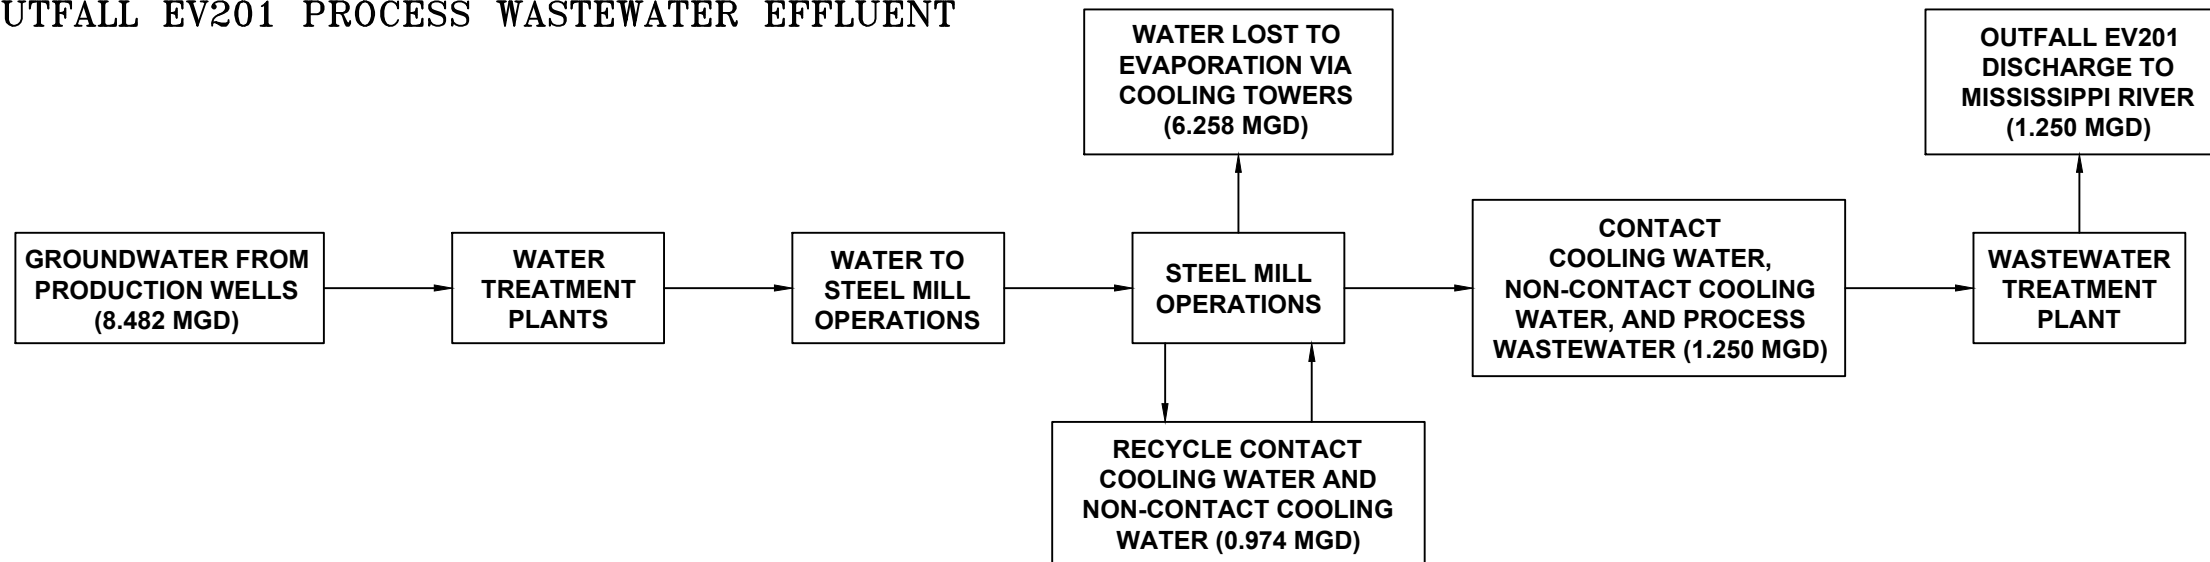 UTFALL EV201 PROCESS WASTEWATER EFFLUENT
WATER LOST TO
EVAPORATION VIA
COOLING TOWERS
(6.258 MGD)
OUTFALL EV201
DISCHARGE TO
MISSISSIPPI RIVER
(1.250 MGD)
GROUNDWATER FROM
PRODUCTION WELLS
(8.482 MGD)
WATER
TREATMENT
PLANTS
WATER TO
STEEL MILL
OPERATIONS
STEEL MILL
OPERATIONS
CONTACT
COOLING WATER,
NON-CONTACT COOLING
WATER, AND PROCESS
WASTEWATER (1.250 MGD)
WASTEWATER
TREATMENT
PLANT
RECYCLE CONTACT
COOLING WATER AND
NON-CONTACT COOLING
WATER (0.974 MGD)